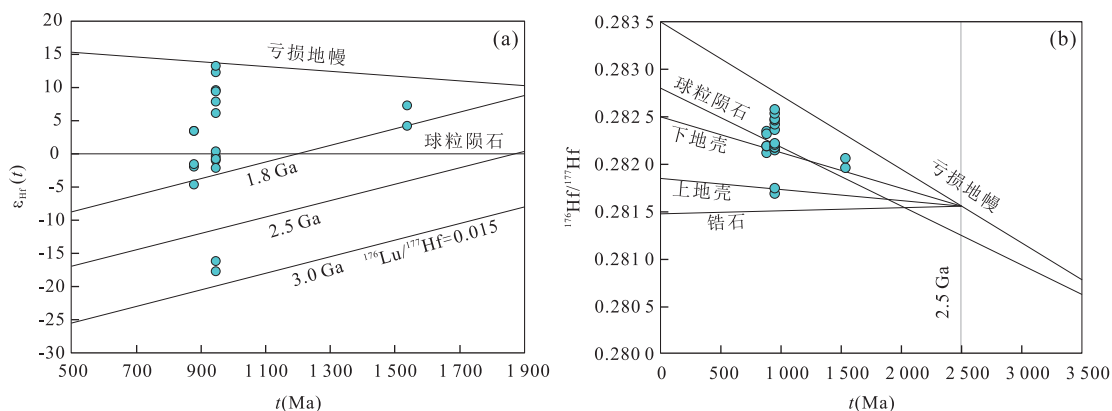 (a)
亏损地幔
球粒陨石
1.8 Ga
2.5 Ga
3.0 Ga
¹⁷⁶Lu/¹⁷⁷Hf=0.015
εHf(t)
20
15
10
5
0
-5
-10
-15
-20
-25
-30
500
700
900
1 100
1 300
1 500
1 700
1 900
t(Ma)
(b)
球粒陨石
下地壳
上地壳
锆石
亏损地幔
2.5 Ga
¹⁷⁶Hf/¹⁷⁷Hf
0.283 5
0.283 0
0.282 5
0.282 0
0.281 5
0.281 0
0.280 5
0.280 0
0
500
1 000
1 500
2 000
2 500
3 000
3 500
t(Ma)